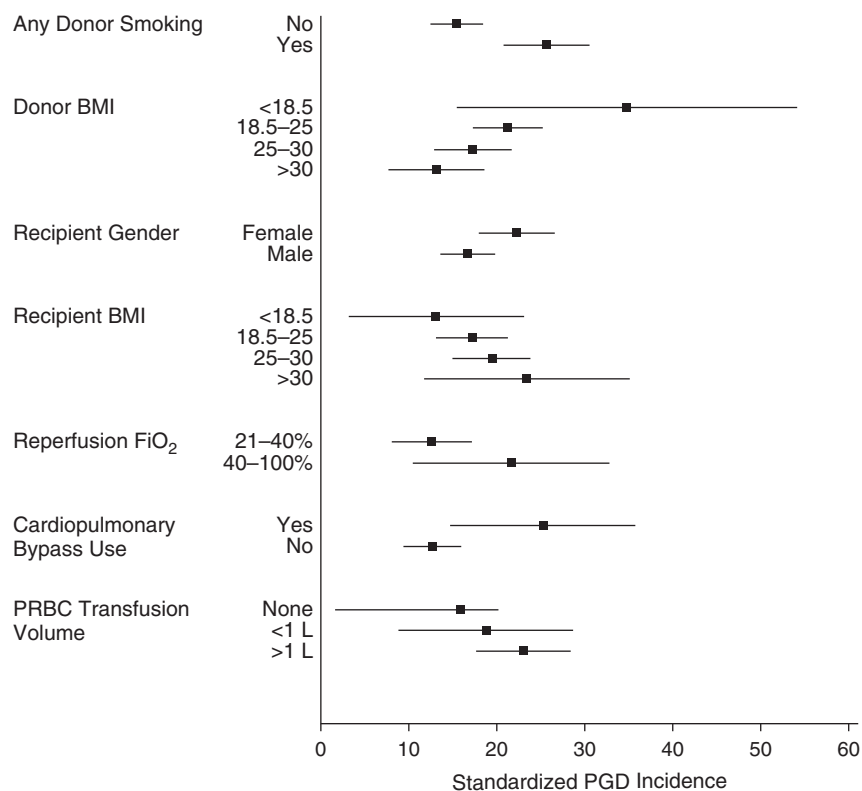 Any Donor Smoking No
Yes
Donor BMI <18.5
18.5–25
25–30
>30
Recipient Gender Female
Male
Recipient BMI <18.5
18.5–25
25–30
>30
Reperfusion FiO₂ 21–40%
40–100%
Cardiopulmonary Yes
Bypass Use No
PRBC Transfusion None
Volume <1 L
>1 L
0 10 20 30 40 50 60
Standardized PGD Incidence